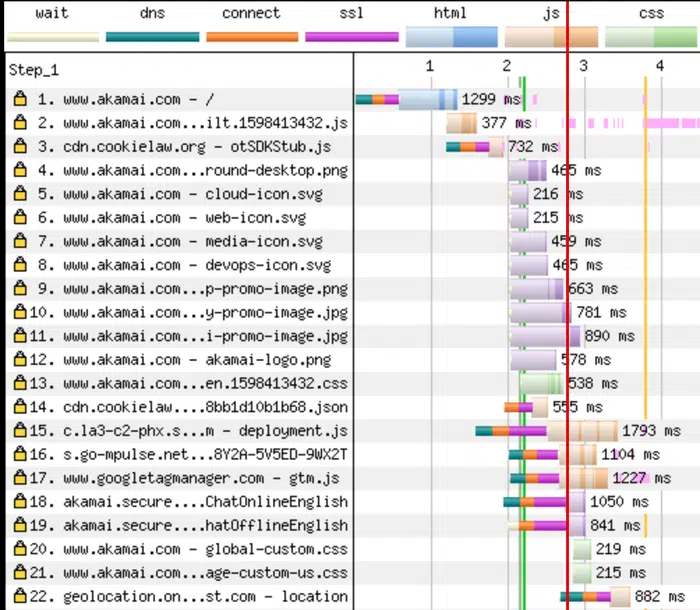 wait dns connect ssl html js css
Step_1 1 2 3 4
1. www.akamai.com - / 1299 ms
2. www.akamai.com...ilt.1598413432.js 377 ms
3. cdn.cookielaw.org - otSDKStub.js 732 ms
4. www.akamai.com...round-desktop.png 465 ms
5. www.akamai.com - cloud-icon.svg 216 ms
6. www.akamai.com - web-icon.svg 215 ms
7. www.akamai.com - media-icon.svg 459 ms
8. www.akamai.com - devops-icon.svg 465 ms
9. www.akamai.com...p-promo-image.png 663 ms
10. www.akamai.com...y-promo-image.jpg 781 ms
11. www.akamai.com...i-promo-image.jpg 890 ms
12. www.akamai.com - akamai-logo.png 578 ms
13. www.akamai.com...en.1598413432.css 538 ms
14. cdn.cookielaw....8bb1d10b1b68.json 555 ms
15. c.la3-c2-phx.s...m - deployment.js 1793 ms
16. s.go-mpulse.net...8Y2A-5V5ED-9WX2T 1104 ms
17. www.googletagmanager.com - gtm.js 1227 ms
18. akamai.secure....ChatOnlineEnglish 1050 ms
19. akamai.secure....hatOfflineEnglish 841 ms
20. www.akamai.com - global-custom.css 219 ms
21. www.akamai.com...age-custom-us.css 215 ms
22. geolocation.on...st.com - location 882 ms